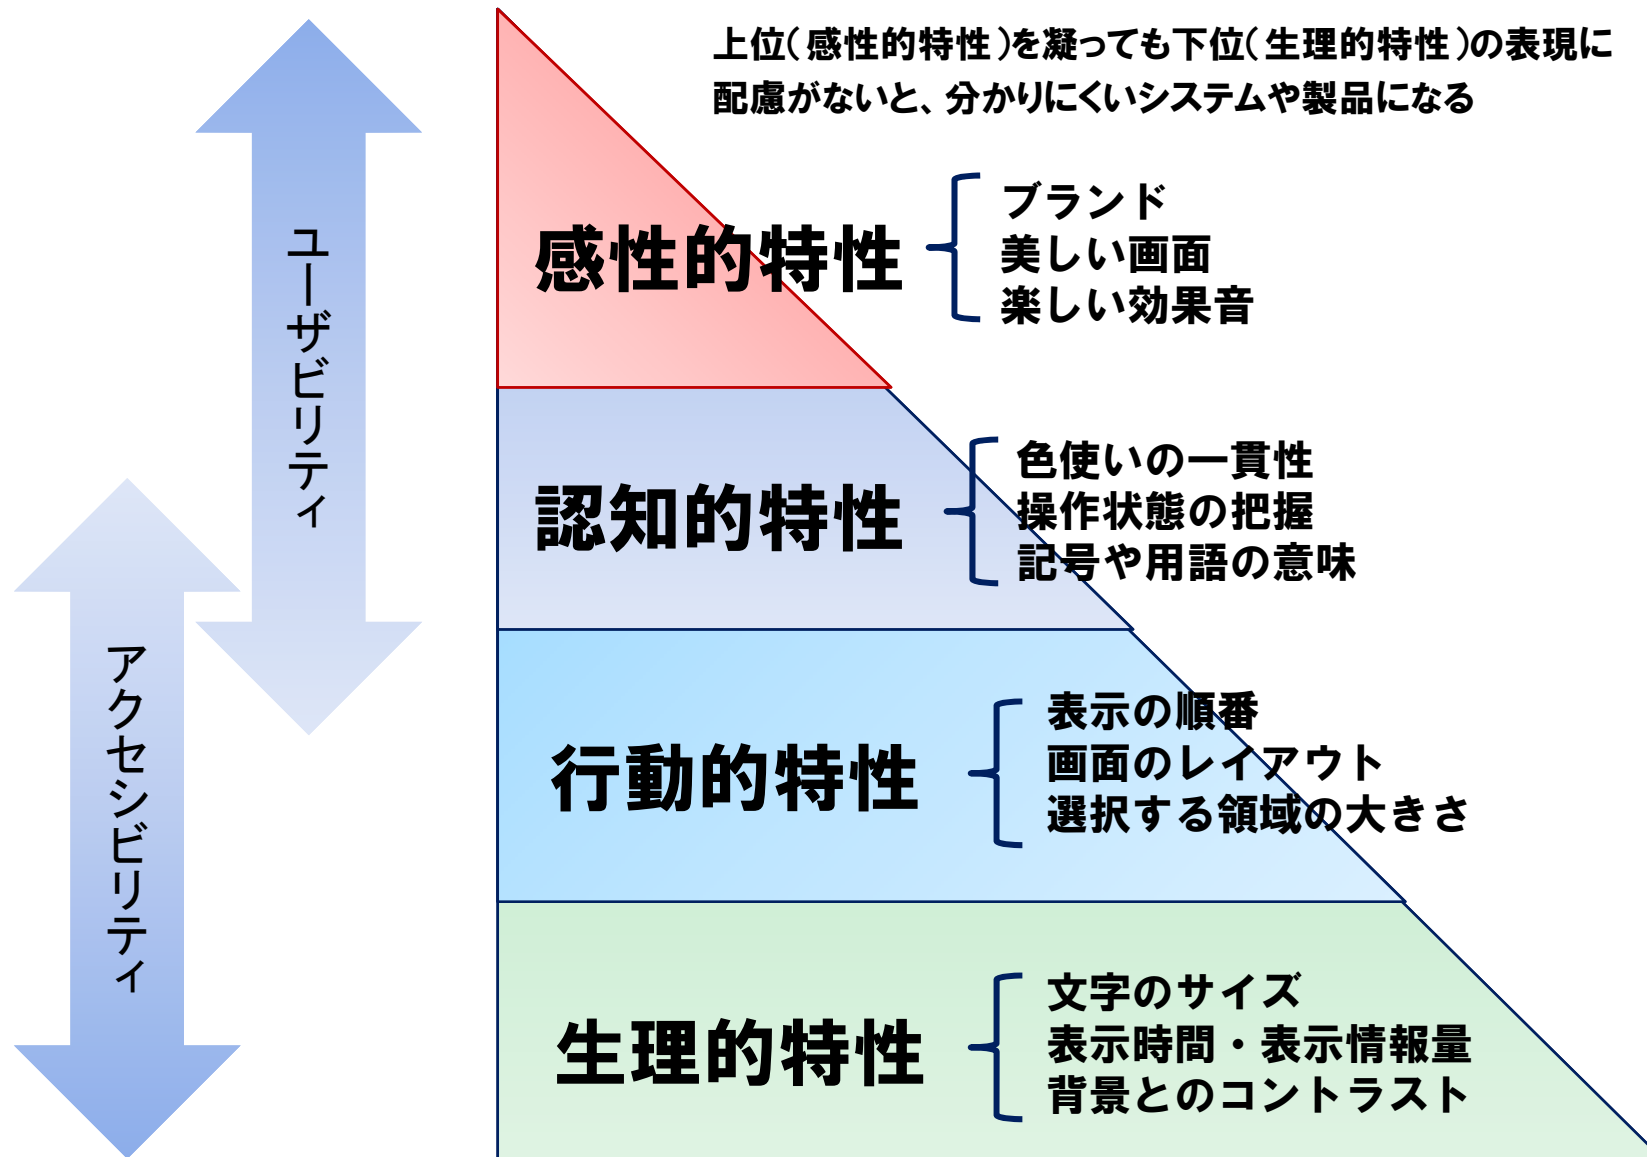 上位(感性的特性)を凝っても下位(生理的特性)の表現に
配慮がないと、分かりにくいシステムや製品になる
ユーザビリティ
アクセシビリティ
感性的特性
ブランド
美しい画面
楽しい効果音
認知的特性
色使いの一貫性
操作状態の把握
記号や用語の意味
行動的特性
表示の順番
画面のレイアウト
選択する領域の大きさ
生理的特性
文字のサイズ
表示時間・表示情報量
背景とのコントラスト